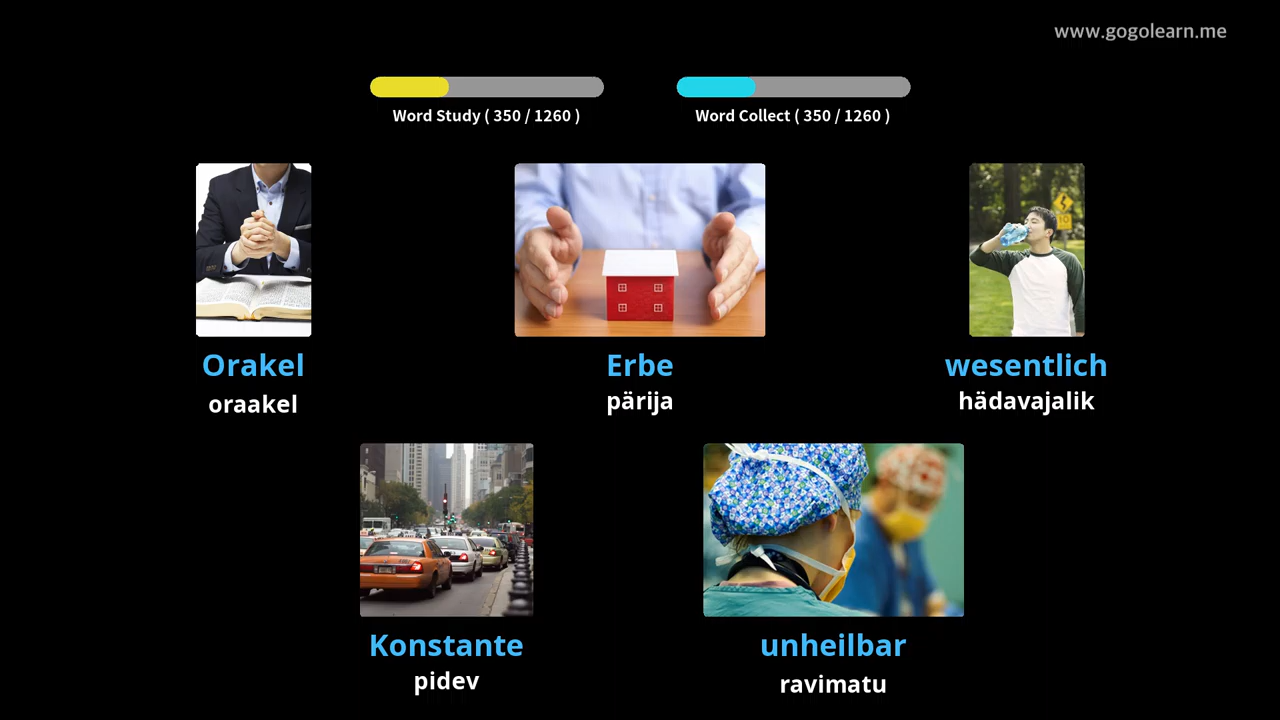 www.gogolearn.me
Word Study ( 350 / 1260 )
Word Collect ( 350 / 1260 )
Orakel
oraakel
Erbe
pärija
wesentlich
hädavajalik
Konstante
pidev
unheilbar
ravimatu